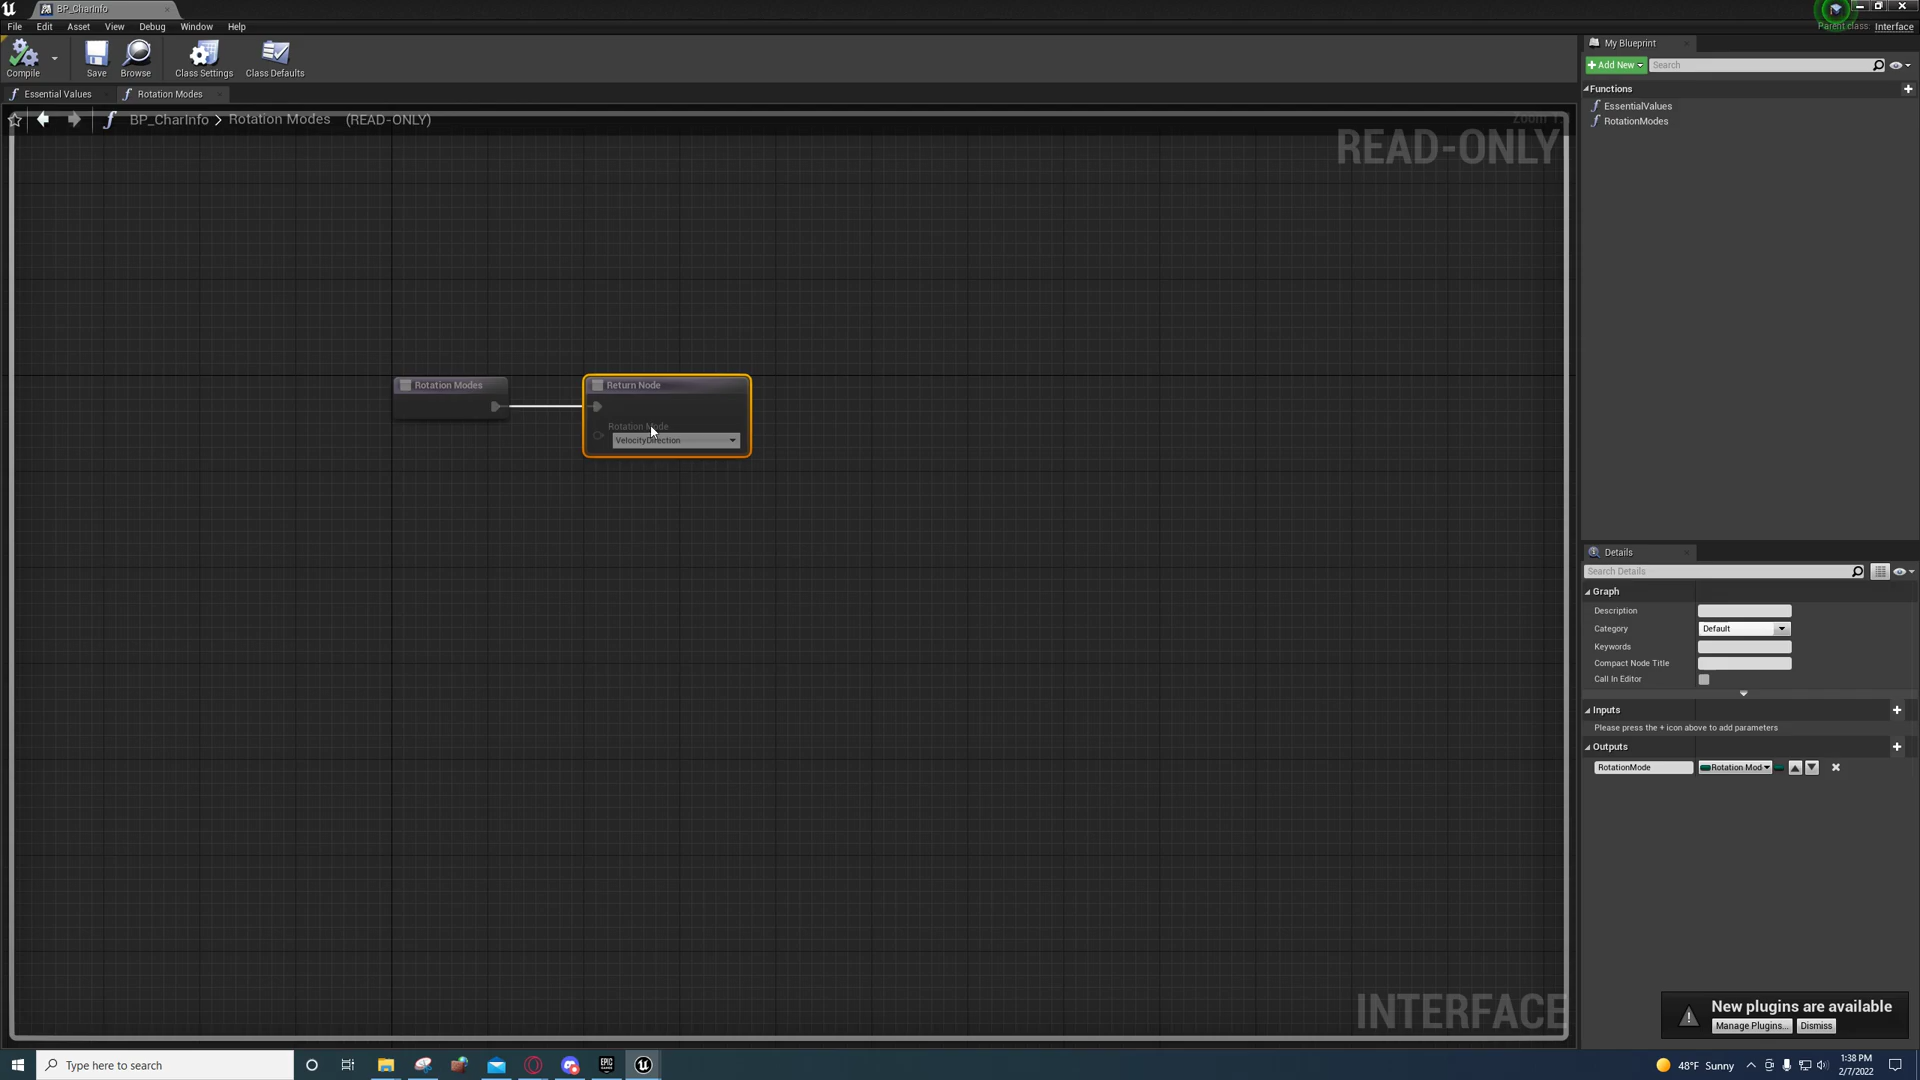 BP_CharInfo
File Edit Asset View Debug Window Help
Parent class: Interface
Compile Save Browse Class Settings Class Defaults
Essential Values Rotation Modes
BP_CharInfo > Rotation Modes (READ-ONLY)
READ-ONLY
Rotation Modes
Return Node
Rotation Mode
VelocityDirection
INTERFACE
My Blueprint
+ Add New Search
Functions
EssentialValues
RotationModes
Details
Search Details
Graph
Description
Category Default
Keywords
Compact Node Title
Call In Editor
Inputs
Please press the + icon above to add parameters
Outputs
RotationMode Rotation Mod
New plugins are available
Manage Plugins... Dismiss
Type here to search
EPIC GAMES
48°F Sunny
1:38 PM
2/7/2022